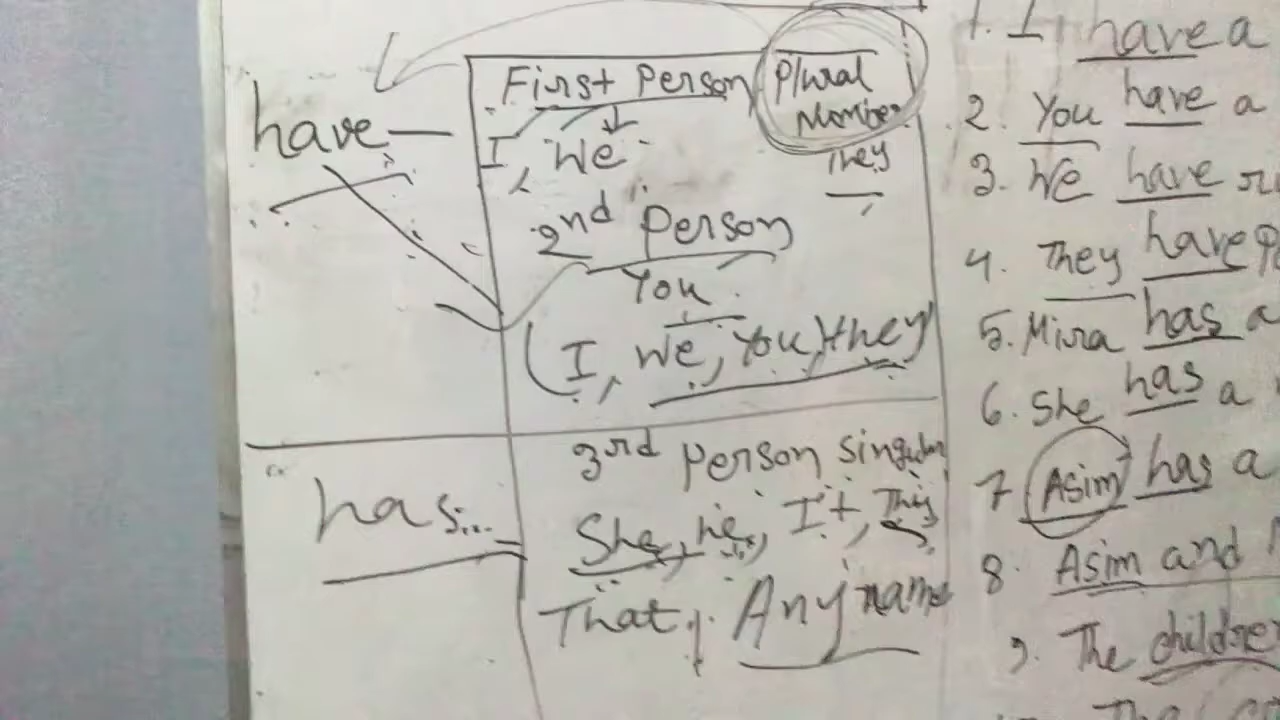 have —
First Person
Plural
Number
I, We
They
2nd Person
You
(I, We, You, they)
has...
3rd Person Singular
She, he, It, This
That, Any name
1. I have a
2. You have a
3. We have
4. They have
5. Mira has a
6. She has a
7 Asim has a
8. Asim and
9. The children